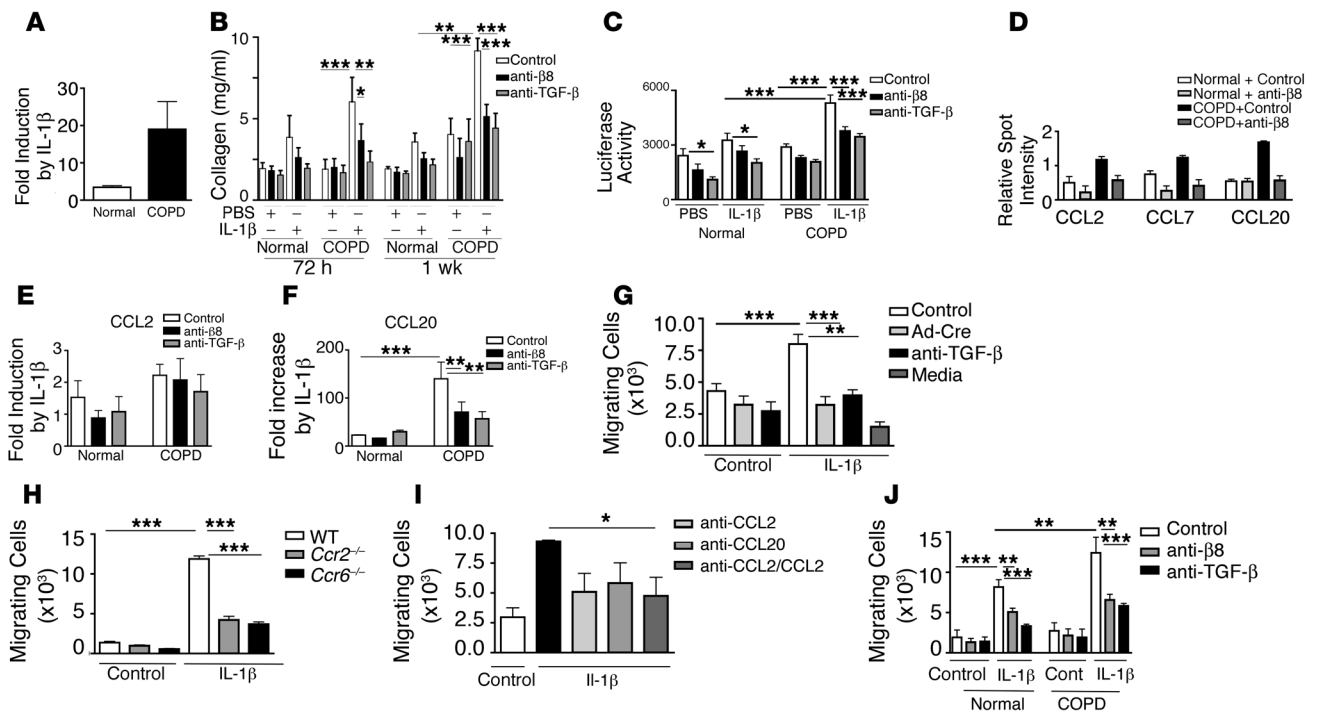 A
Fold Induction
by IL-1β
30
20
10
0
Normal COPD
B
Collagen (mg/ml)
10
5
0
** ***
*** ***
*** **
*
Control
anti-β8
anti-TGF-β
PBS + – + – + – + –
IL-1β – + – + – + – +
Normal COPD Normal COPD
72 h 1 wk
C
Luciferase
Activity
6000
3000
0
*** ***
*** ***
* *
Control
anti-β8
anti-TGF-β
PBS IL-1β PBS IL-1β
Normal COPD
D
Relative Spot
Intensity
2
1
0
Normal + Control
Normal + anti-β8
COPD+Control
COPD+anti-β8
CCL2 CCL7 CCL20
E
CCL2
Fold Induction
by IL-1β
3
2
1
0
Control
anti-β8
anti-TGF-β
Normal COPD
F
CCL20
Fold increase
by IL-1β
200
100
0
***
**
**
Control
anti-β8
anti-TGF-β
Normal COPD
G
Migrating Cells
(x10³)
10.0
7.5
5.0
2.5
0.0
*** ***
**
Control
Ad-Cre
anti-TGF-β
Media
Control IL-1β
H
Migrating Cells
(x10³)
15
10
5
0
*** ***
***
WT
Ccr2–/–
Ccr6–/–
Control IL-1β
I
Migrating Cells
(x10³)
10.0
7.5
5.0
2.5
0.0
*
anti-CCL2
anti-CCL20
anti-CCL2/CCL2
Control Il-1β
J
Migrating Cells
(x10³)
15
10
5
0
** **
***
*** **
***
Control
anti-β8
anti-TGF-β
Control IL-1β Cont IL-1β
Normal COPD